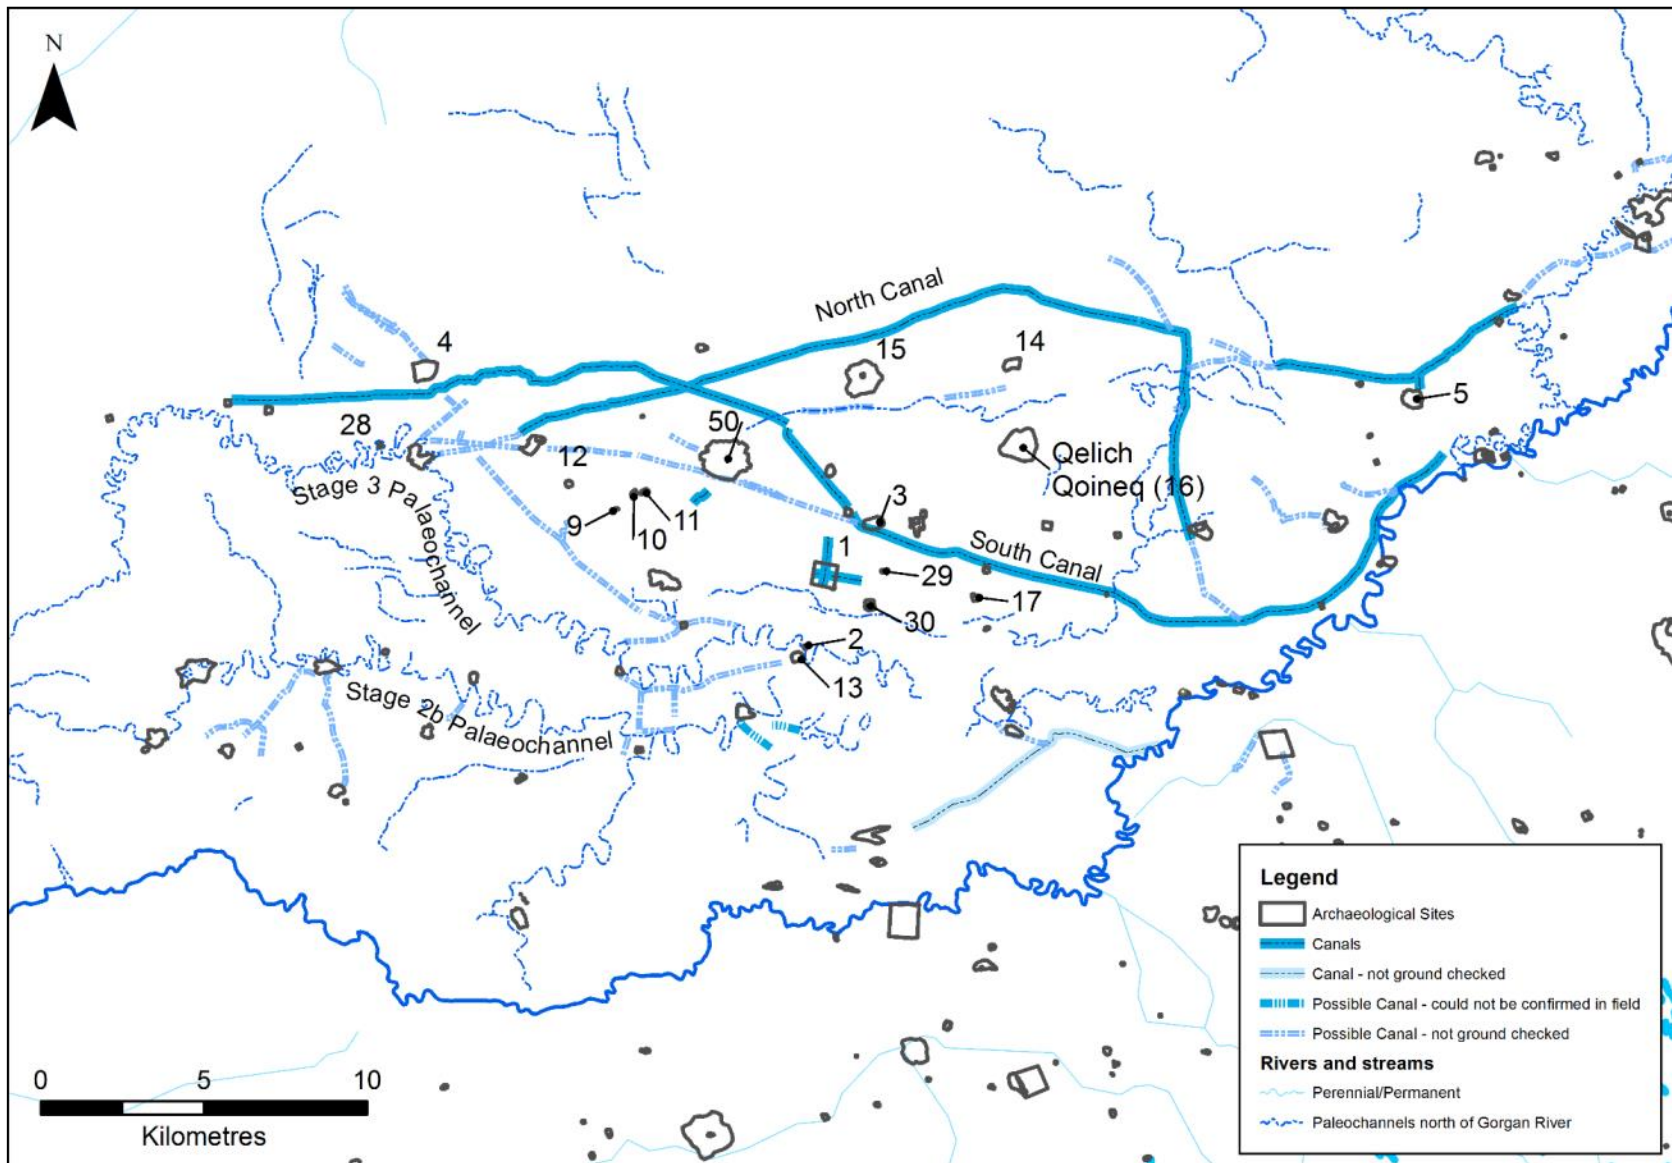 N
North Canal
4
15
14
5
28
12
50
Qelich
Qoineq (16)
Stage 3 Palaeochannel
9
10
11
3
1
South Canal
29
17
30
2
13
Stage 2b Palaeochannel
0 5 10
Kilometres
Legend
Archaeological Sites
Canals
Canal - not ground checked
Possible Canal - could not be confirmed in field
Possible Canal - not ground checked
Rivers and streams
Perennial/Permanent
Paleochannels north of Gorgan River